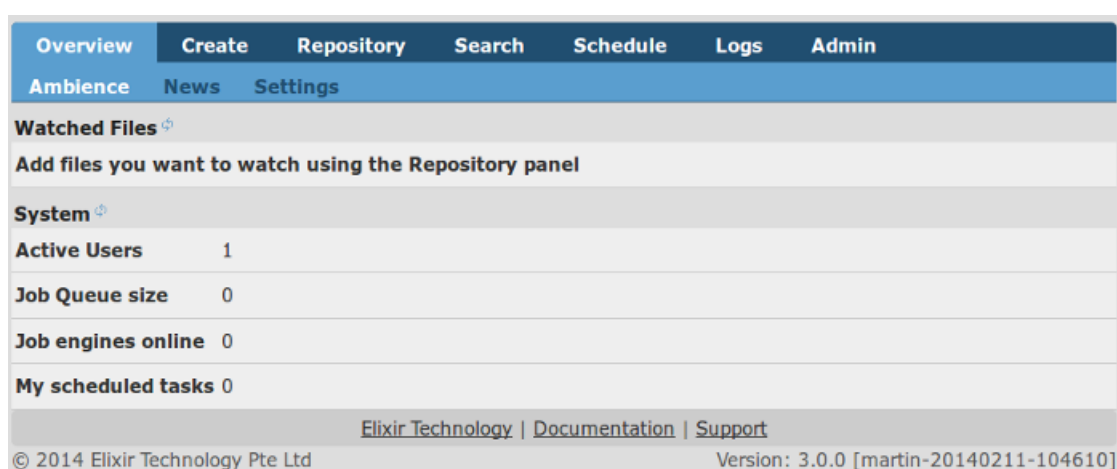 Overview Create Repository Search Schedule Logs Admin
Ambience News Settings
Watched Files
Add files you want to watch using the Repository panel
System
Active Users 1
Job Queue size 0
Job engines online 0
My scheduled tasks 0
Elixir Technology | Documentation | Support
© 2014 Elixir Technology Pte Ltd Version: 3.0.0 [martin-20140211-104610]